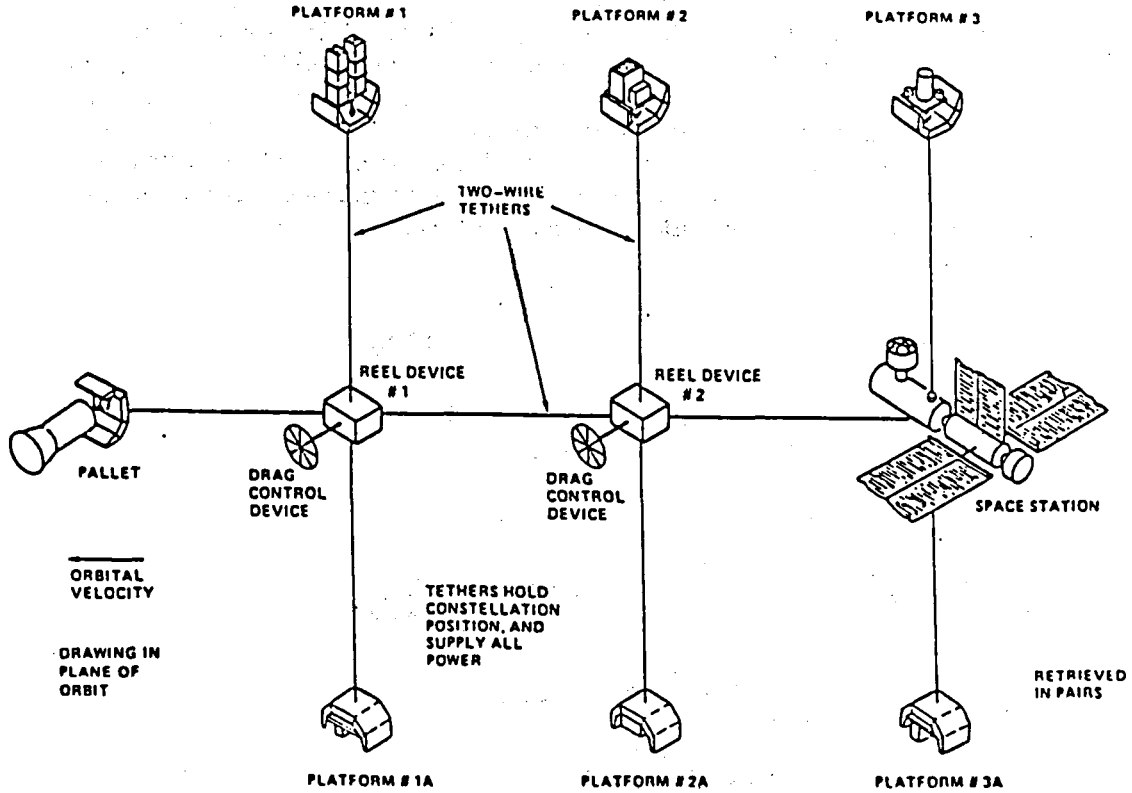 PLATFORM # 1
PLATFORM #2
PLATFORM # 3
TWO-WIRE
TETHERS
REEL DEVICE
#1
REEL DEVICE
#2
PALLET
DRAG
CONTROL
DEVICE
DRAG
CONTROL
DEVICE
SPACE STATION
ORBITAL
VELOCITY
TETHERS HOLD
CONSTELLATION
POSITION, AND
SUPPLY ALL
POWER
DRAWING IN
PLANE OF
ORBIT
RETRIEVED
IN PAIRS
PLATFORM # 1A
PLATFORM #2A
PLATFORM # 3A